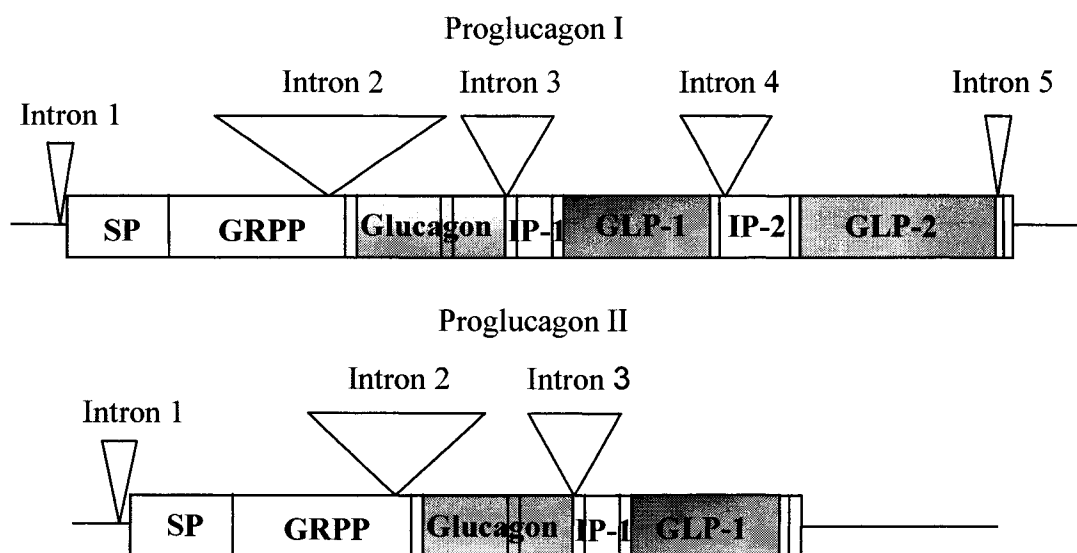 Proglucagon I
Intron 2 Intron 3 Intron 4 Intron 5
Intron 1
SP GRPP Glucagon IP-1 GLP-1 IP-2 GLP-2
Proglucagon II
Intron 2 Intron 3
Intron 1
SP GRPP Glucagon IP-1 GLP-1